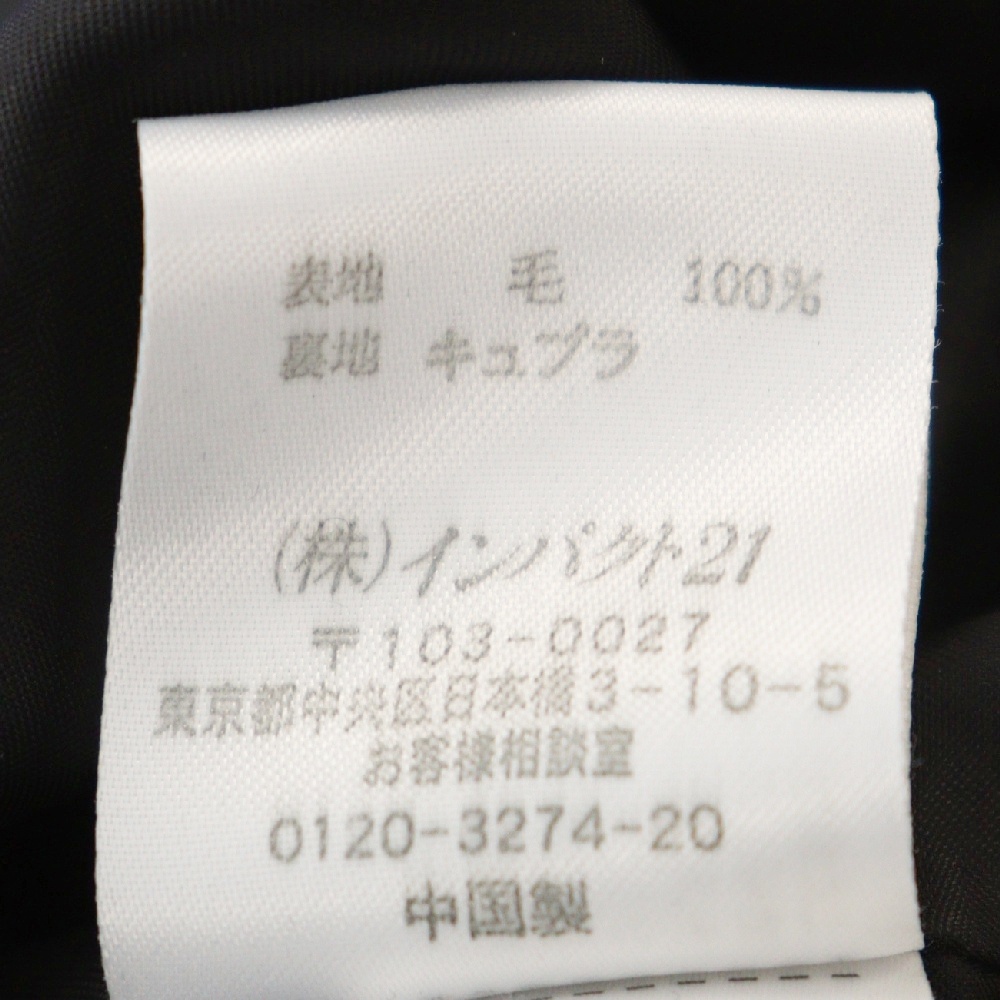 表地 毛 100%
裏地 キュプラ
(株)インパクト21
〒103-0027
東京都中央区日本橋3-10-5
お客様相談室
0120-3274-20
中国製